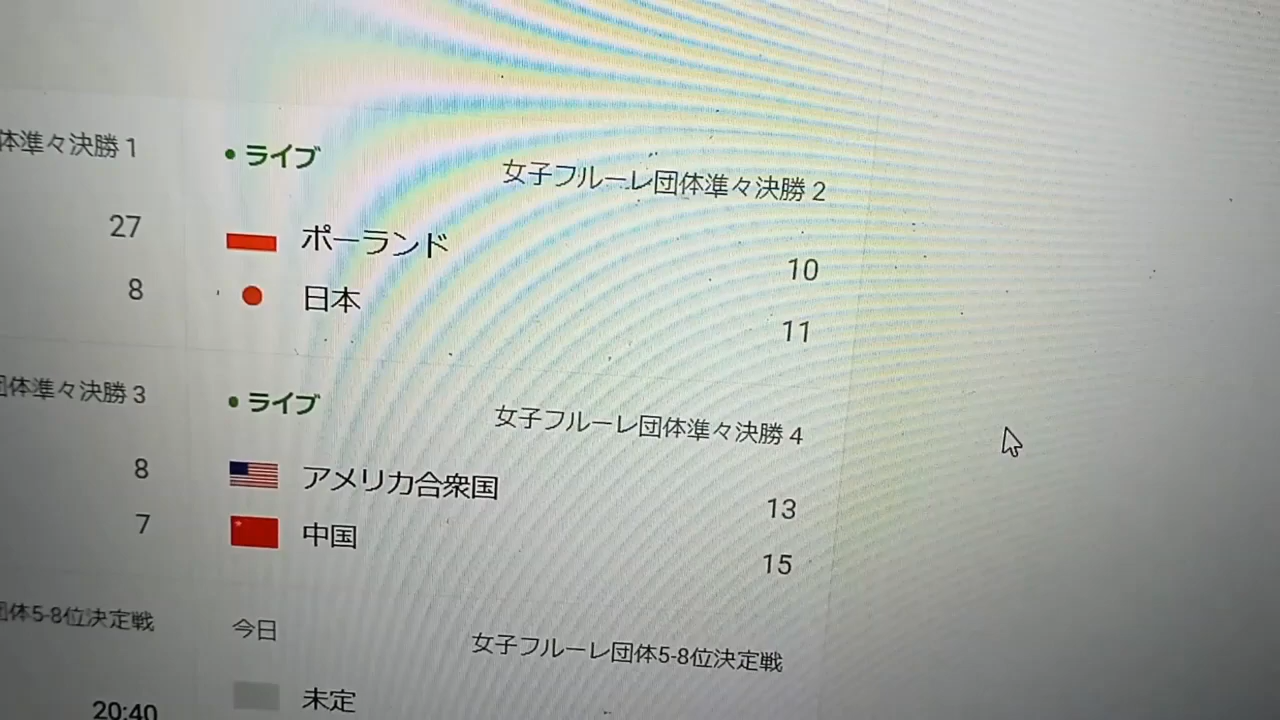 体準々決勝 1
27
8
• ライブ
女子フルーレ団体準々決勝 2
ポーランド
10
日本
11
団体準々決勝 3
8
7
• ライブ
女子フルーレ団体準々決勝 4
アメリカ合衆国
13
中国
15
団体5-8位決定戦
20:40
今日
女子フルーレ団体5-8位決定戦
未定